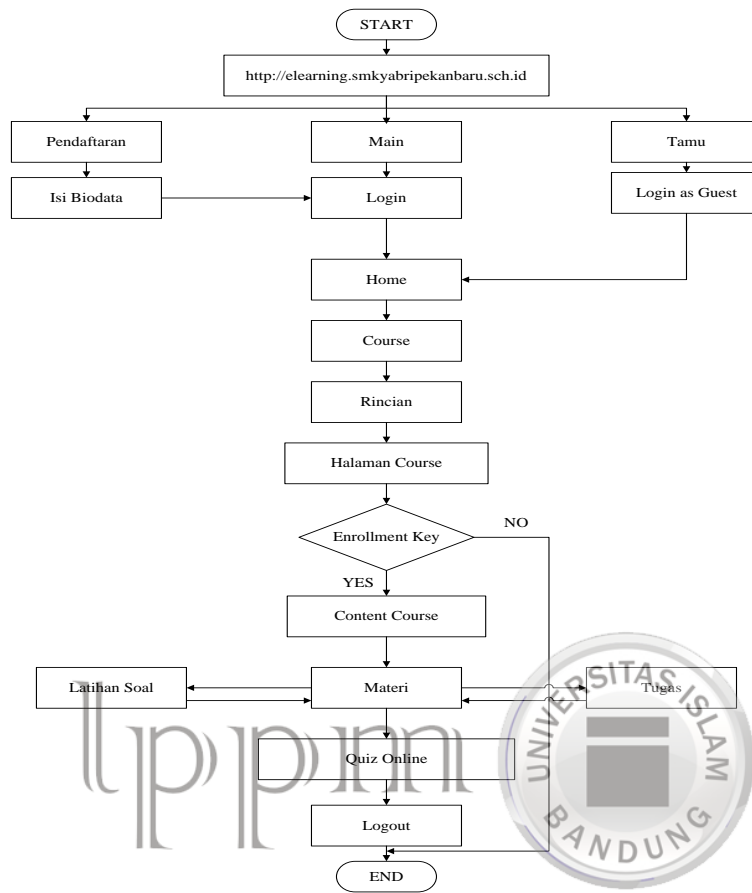 START
http://elearning.smkyabripekanbaru.sch.id
Pendaftaran
Main
Tamu
Isi Biodata
Login
Login as Guest
Home
Course
Rincian
Halaman Course
Enrollment Key
NO
YES
Content Course
Latihan Soal
Materi
Tugas
Quiz Online
Logout
END
lppm
UNIVERSITAS ISLAM
BANDUNG